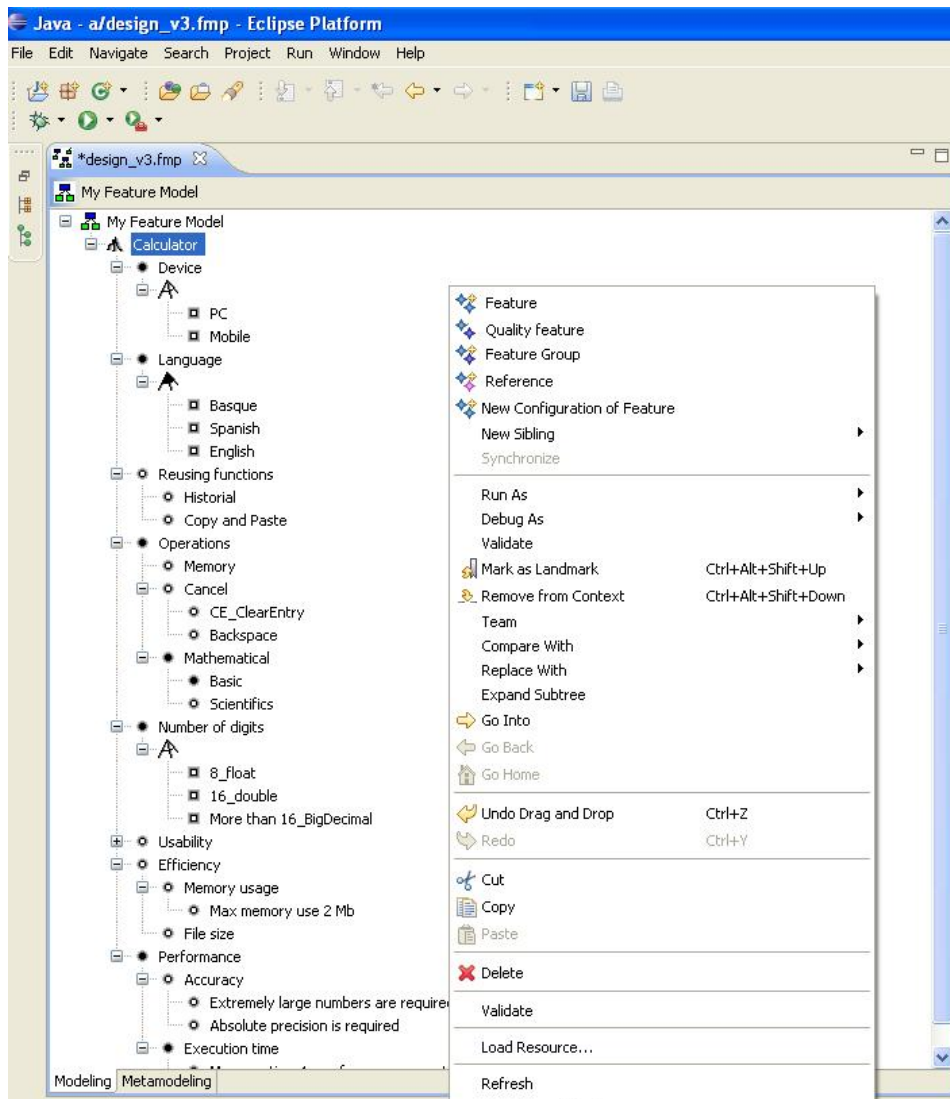 Java - a/design_v3.fmp - Eclipse Platform
File Edit Navigate Search Project Run Window Help
*design_v3.fmp
My Feature Model
My Feature Model
Calculator
Device
PC
Mobile
Language
Basque
Spanish
English
Reusing functions
Historial
Copy and Paste
Operations
Memory
Cancel
CE_ClearEntry
Backspace
Mathematical
Basic
Scientifics
Number of digits
8_float
16_double
More than 16_BigDecimal
Usability
Efficiency
Memory usage
Max memory use 2 Mb
File size
Performance
Accuracy
Extremely large numbers are require
Absolute precision is required
Execution time
Modeling Metamodeling
Feature
Quality feature
Feature Group
Reference
New Configuration of Feature
New Sibling
Synchronize
Run As
Debug As
Validate
Mark as Landmark Ctrl+Alt+Shift+Up
Remove from Context Ctrl+Alt+Shift+Down
Team
Compare With
Replace With
Expand Subtree
Go Into
Go Back
Go Home
Undo Drag and Drop Ctrl+Z
Redo Ctrl+Y
Cut
Copy
Paste
Delete
Validate
Load Resource...
Refresh